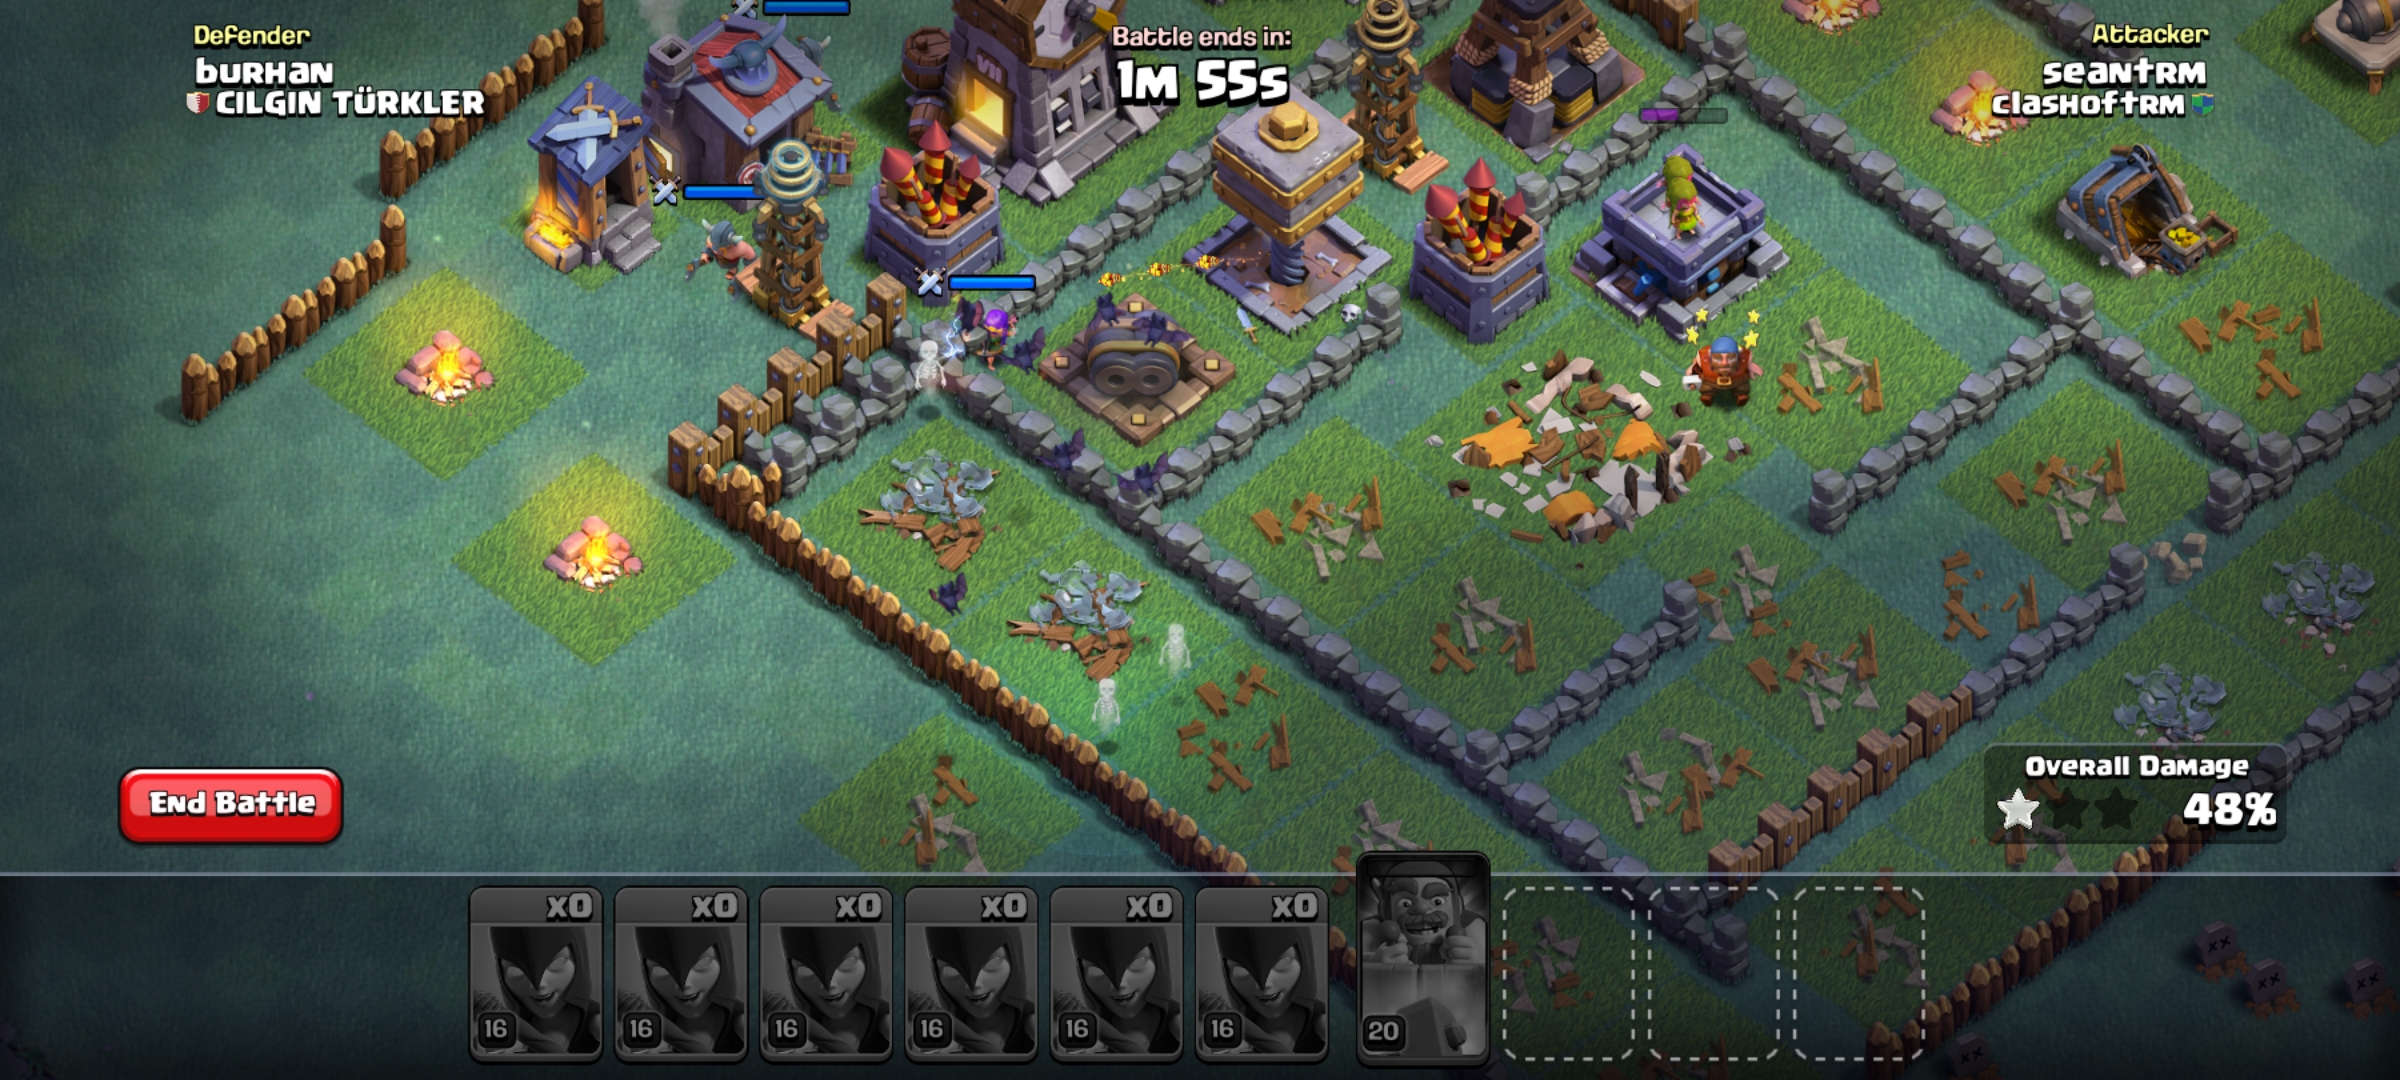 Defender
burhan
CILGIN TÜRKLER
Battle ends in:
1M 55s
Attacker
seantrm
clashoftrm
VII
End Battle
Overall Damage
48%
x0
x0
x0
x0
x0
x0
16
16
16
16
16
16
20